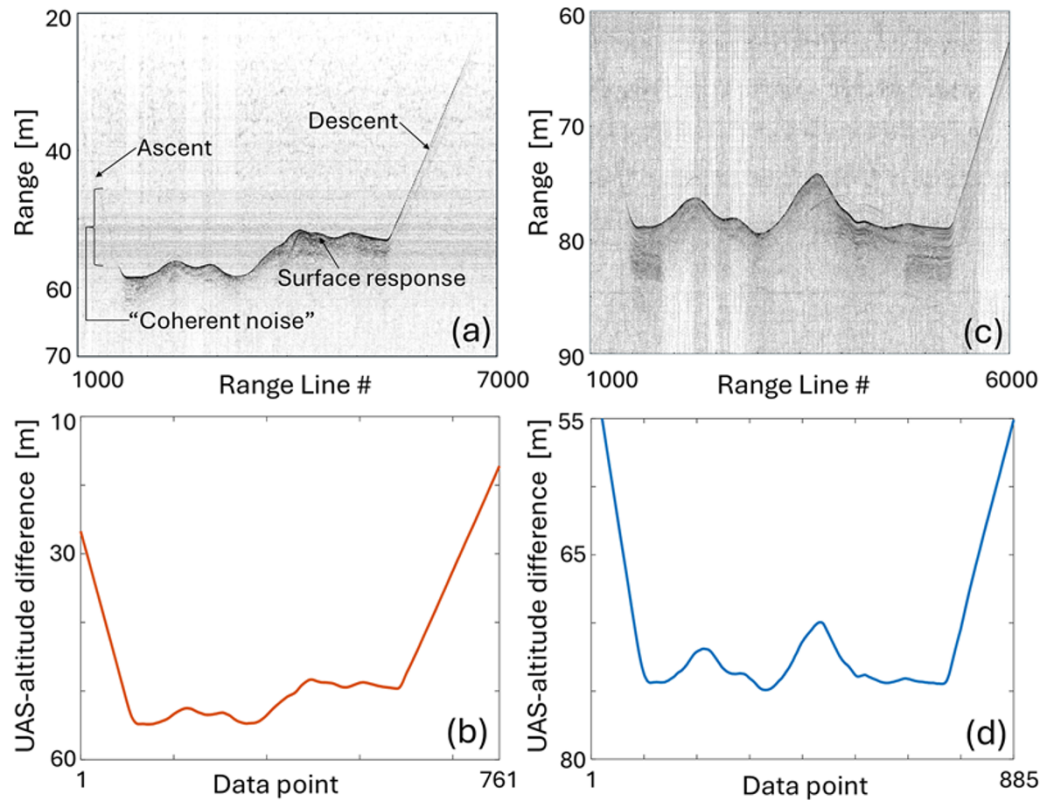 20
40
60
70
Range [m]
Ascent
Descent
Surface response
“Coherent noise”
(a)
1000
Range Line #
7000
60
70
80
90
Range [m]
(c)
1000
Range Line #
6000
10
30
60
UAS-altitude difference [m]
(b)
1
Data point
761
55
65
80
UAS-altitude difference [m]
(d)
1
Data point
885